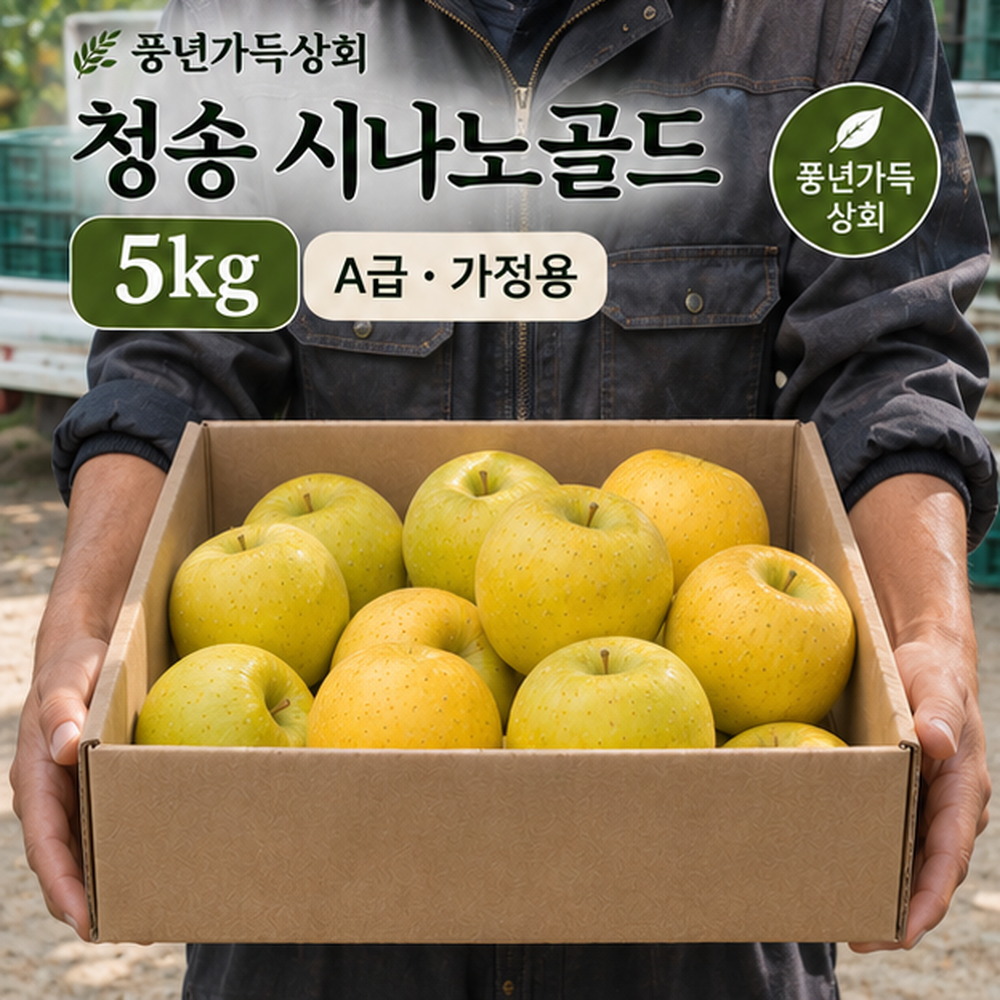 풍년가득상회
청송 시나노골드
5kg
A급 · 가정용
풍년가득
상회